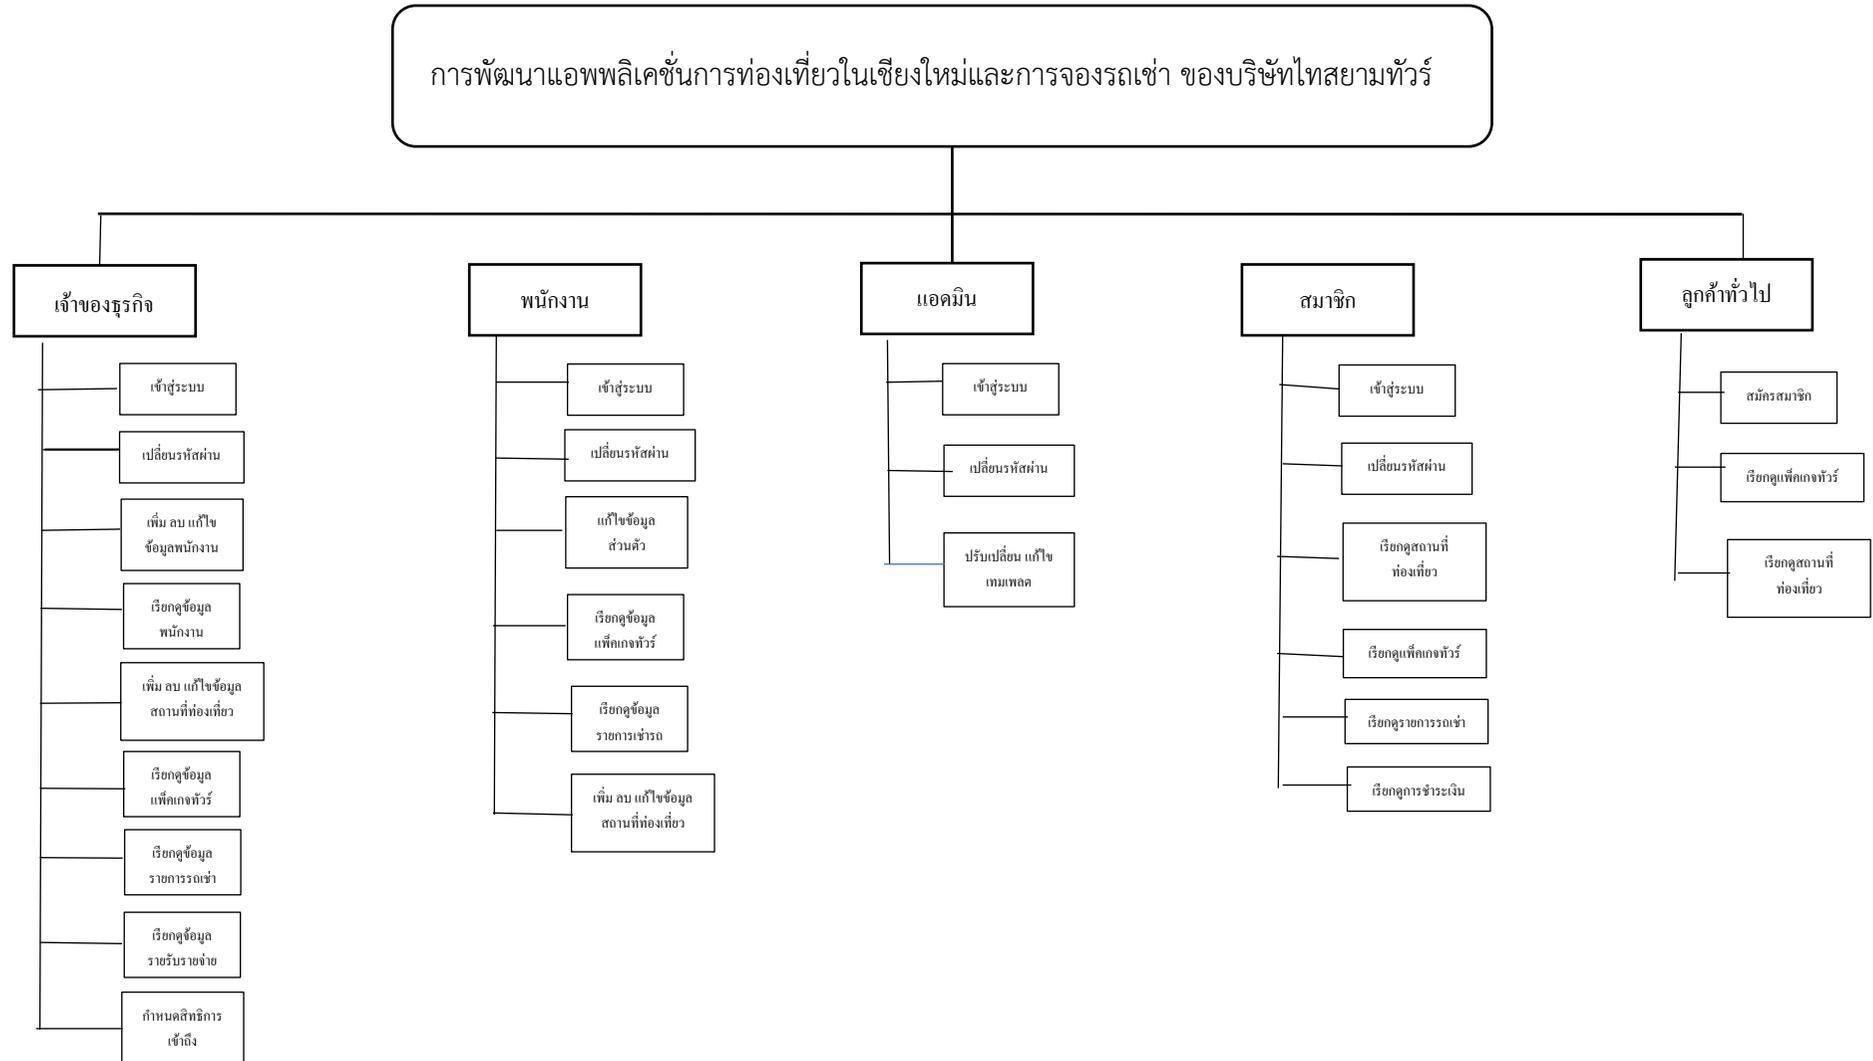 การพัฒนาแอพพลิเคชั่นการท่องเที่ยวในเชียงใหม่และการจองรถเช่า ของบริษัทไทสยามทัวร์
เจ้าของธุรกิจ
เข้าสู่ระบบ
เปลี่ยนรหัสผ่าน
เพิ่ม ลบ แก้ไข
ข้อมูลพนักงาน
เรียกดูข้อมูล
พนักงาน
เพิ่ม ลบ แก้ไขข้อมูล
สถานที่ท่องเที่ยว
เรียกดูข้อมูล
แพ็คเกจทัวร์
เรียกดูข้อมูล
รายการรถเช่า
เรียกดูข้อมูล
รายรับรายจ่าย
กำหนดสิทธิการ
เข้าถึง
พนักงาน
เข้าสู่ระบบ
เปลี่ยนรหัสผ่าน
แก้ไขข้อมูล
ส่วนตัว
เรียกดูข้อมูล
แพ็คเกจทัวร์
เรียกดูข้อมูล
รายการเช่ารถ
เพิ่ม ลบ แก้ไขข้อมูล
สถานที่ท่องเที่ยว
แอดมิน
เข้าสู่ระบบ
เปลี่ยนรหัสผ่าน
ปรับเปลี่ยน แก้ไข
เทมเพลต
สมาชิก
เข้าสู่ระบบ
เปลี่ยนรหัสผ่าน
เรียกดูสถานที่
ท่องเที่ยว
เรียกดูแพ็คเกจทัวร์
เรียกดูรายการรถเช่า
เรียกดูการชำระเงิน
ลูกค้าทั่วไป
สมัครสมาชิก
เรียกดูแพ็คเกจทัวร์
เรียกดูสถานที่
ท่องเที่ยว